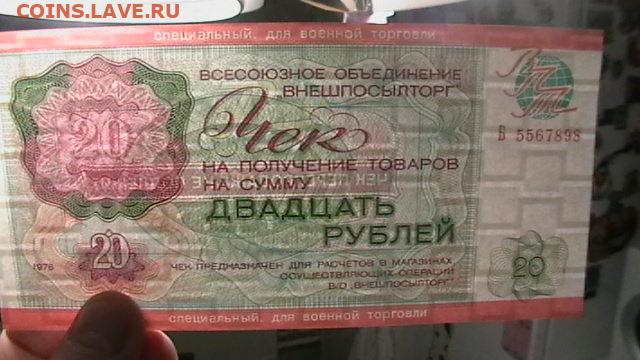 COINS.LAVE.RU
специальный, для военной торговли
ВСЕСОЮЗНОЕ ОБЪЕДИНЕНИЕ
"ВНЕШПОСЫЛТОРГ"
Чек
В 5567898
20
НА ПОЛУЧЕНИЕ ТОВАРОВ
НА СУММУ
ДВАДЦАТЬ
РУБЛЕЙ
1976
20
ЧЕК ПРЕДНАЗНАЧЕН ДЛЯ РАСЧЕТОВ В МАГАЗИНАХ,
ОСУЩЕСТВЛЯЮЩИХ ОПЕРАЦИИ
В/О „ВНЕШПОСЫЛТОРГ"
20
специальный, для военной торговли